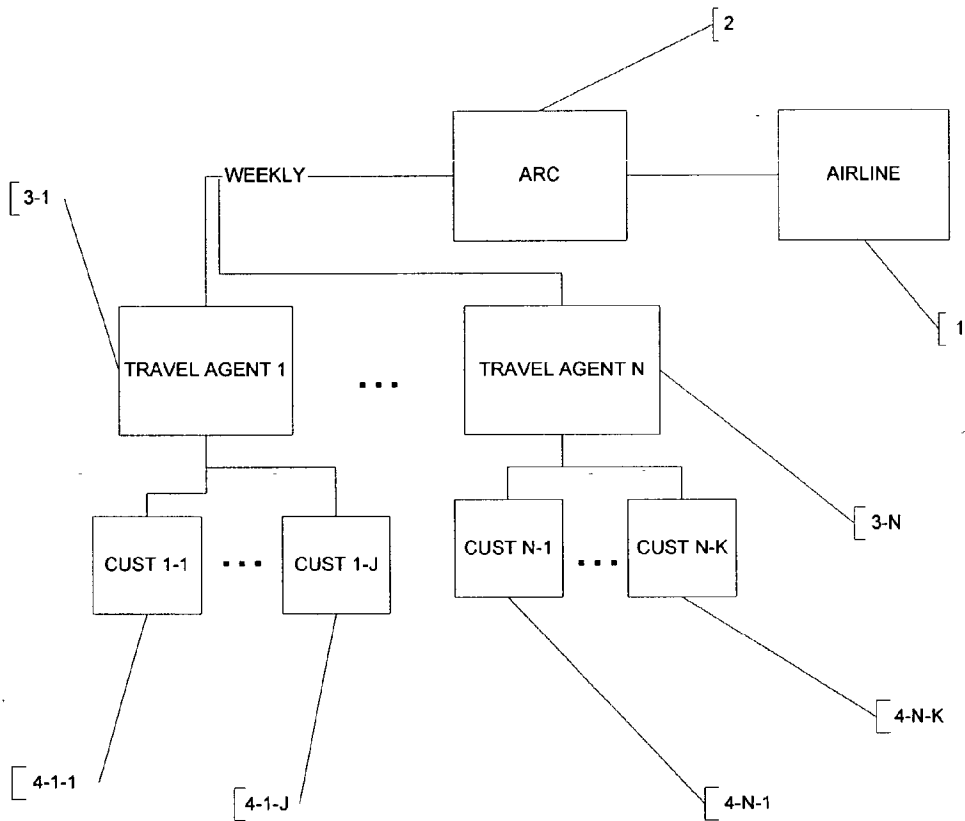 2
WEEKLY
ARC
AIRLINE
3-1
1
TRAVEL AGENT 1
...
TRAVEL AGENT N
3-N
CUST 1-1
...
CUST 1-J
CUST N-1
...
CUST N-K
4-N-K
4-1-1
4-1-J
4-N-1